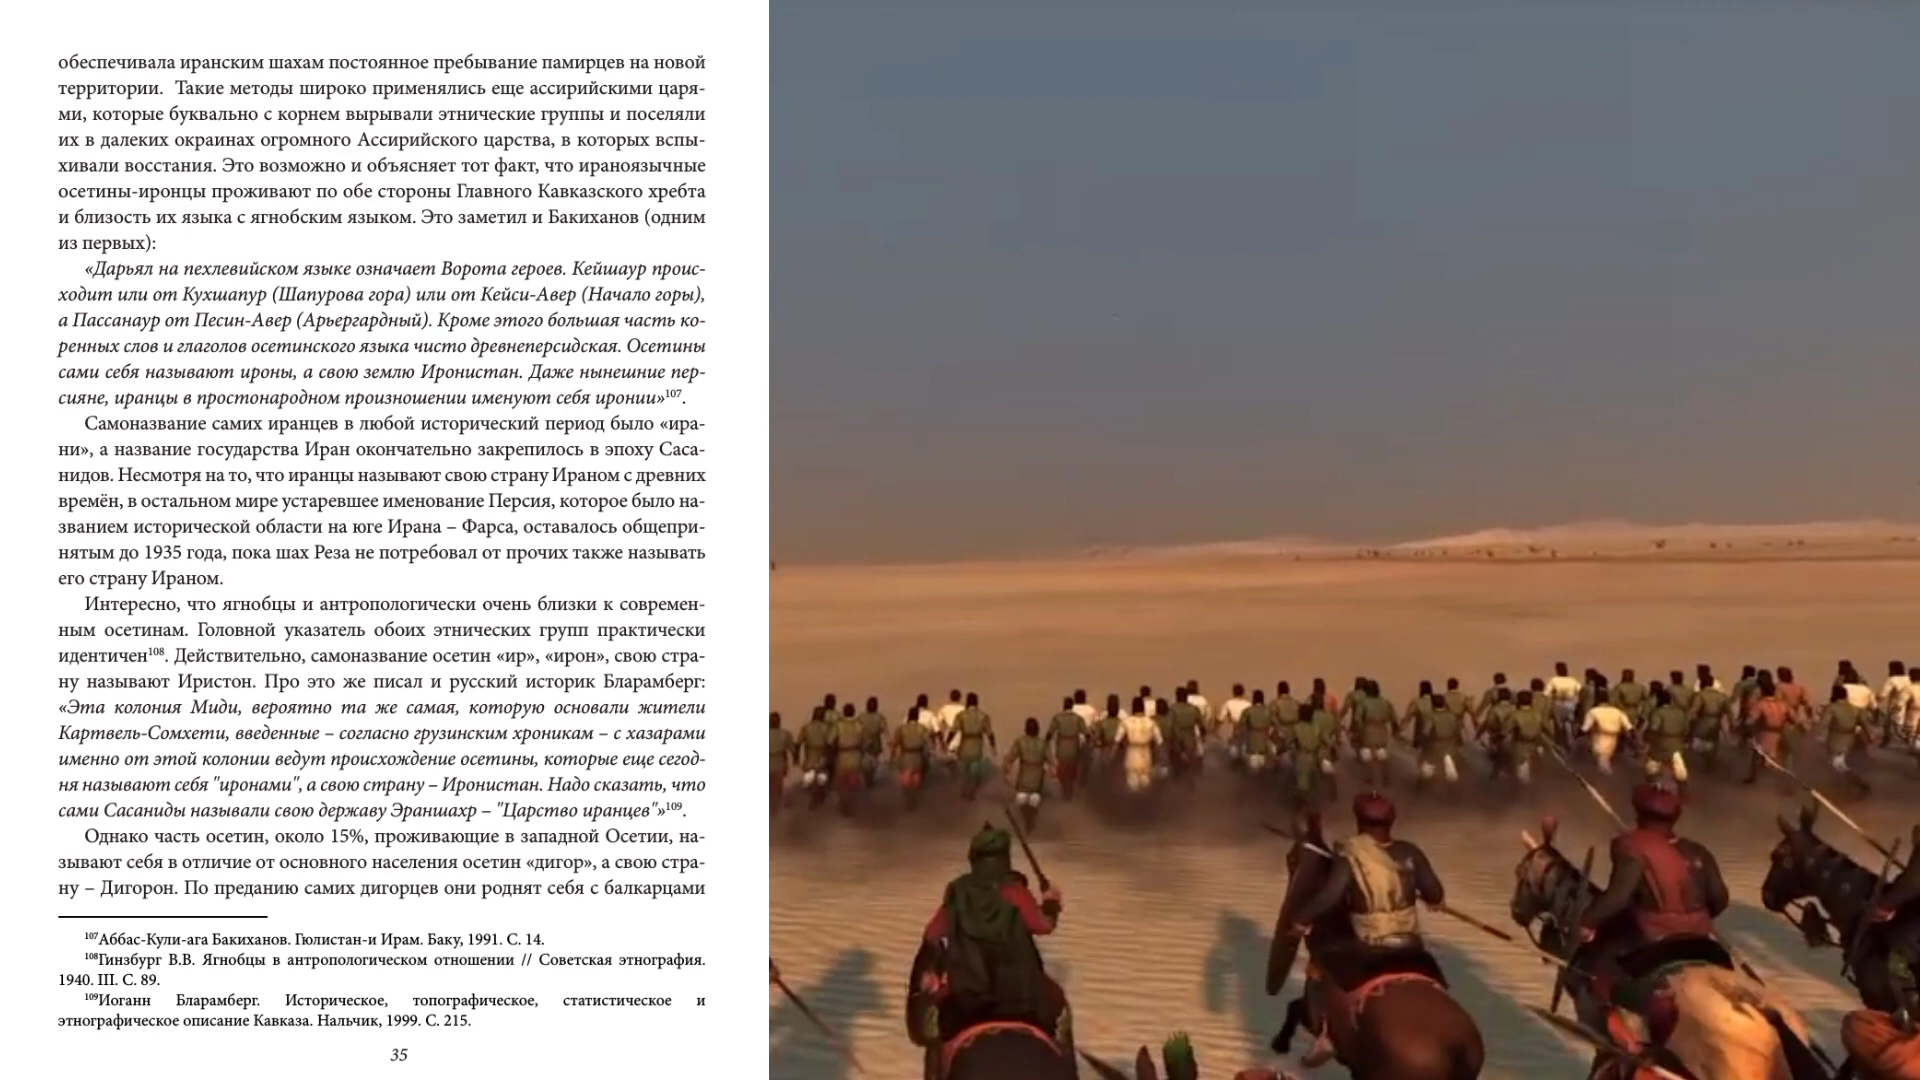 обеспечивала иранским шахам постоянное пребывание памирцев на новой
территории. Такие методы широко применялись еще ассирийскими царя-
ми, которые буквально с корнем вырывали этнические группы и поселяли
их в далеких окраинах огромного Ассирийского царства, в которых вспы-
хивали восстания. Это возможно и объясняет тот факт, что ираноязычные
осетины-иронцы проживают по обе стороны Главного Кавказского хребта
и близость их языка с ягнобским языком. Это заметил и Бакиханов (одним
из первых):
«Дарьял на пехлевийском языке означает Ворота героев. Кейшаур проис-
ходит или от Кухшапур (Шапурова гора) или от Кейси-Авер (Начало горы),
а Пассанаур от Песин-Авер (Арьергардный). Кроме этого большая часть ко-
ренных слов и глаголов осетинского языка чисто древнеперсидская. Осетины
сами себя называют ироны, а свою землю Иронистан. Даже нынешние пер-
сияне, иранцы в простонародном произношении именуют себя иронии»107.
Самоназвание самих иранцев в любой исторический период было «ира-
ни», а название государства Иран окончательно закрепилось в эпоху Саса-
нидов. Несмотря на то, что иранцы называют свою страну Ираном с древних
времён, в остальном мире устаревшее именование Персия, которое было на-
званием исторической области на юге Ирана – Фарса, оставалось общепри-
нятым до 1935 года, пока шах Реза не потребовал от прочих также называть
его страну Ираном.
Интересно, что ягнобцы и антропологически очень близки к современ-
ным осетинам. Головной указатель обоих этнических групп практически
идентичен108. Действительно, самоназвание осетин «ир», «ирон», свою стра-
ну называют Иристон. Про это же писал и русский историк Бларамберг:
«Эта колония Миди, вероятно та же самая, которую основали жители
Картвель-Сомхети, введенные – согласно грузинским хроникам – с хазарами
именно от этой колонии ведут происхождение осетины, которые еще сегод-
ня называют себя "иронами", а свою страну – Иронистан. Надо сказать, что
сами Сасаниды называли свою державу Эраншахр – "Царство иранцев"»109.
Однако часть осетин, около 15%, проживающие в западной Осетии, на-
зывают себя в отличие от основного населения осетин «дигор», а свою стра-
ну – Дигорон. По преданию самих дигорцев они роднят себя с балкарцами
107Аббас-Кули-ага Бакиханов. Гюлистан-и Ирам. Баку, 1991. С. 14.
108Гинзбург В.В. Ягнобцы в антропологическом отношении // Советская этнография.
1940. III. С. 89.
109Иоганн Бларамберг. Историческое, топографическое, статистическое и
этнографическое описание Кавказа. Нальчик, 1999. С. 215.
35